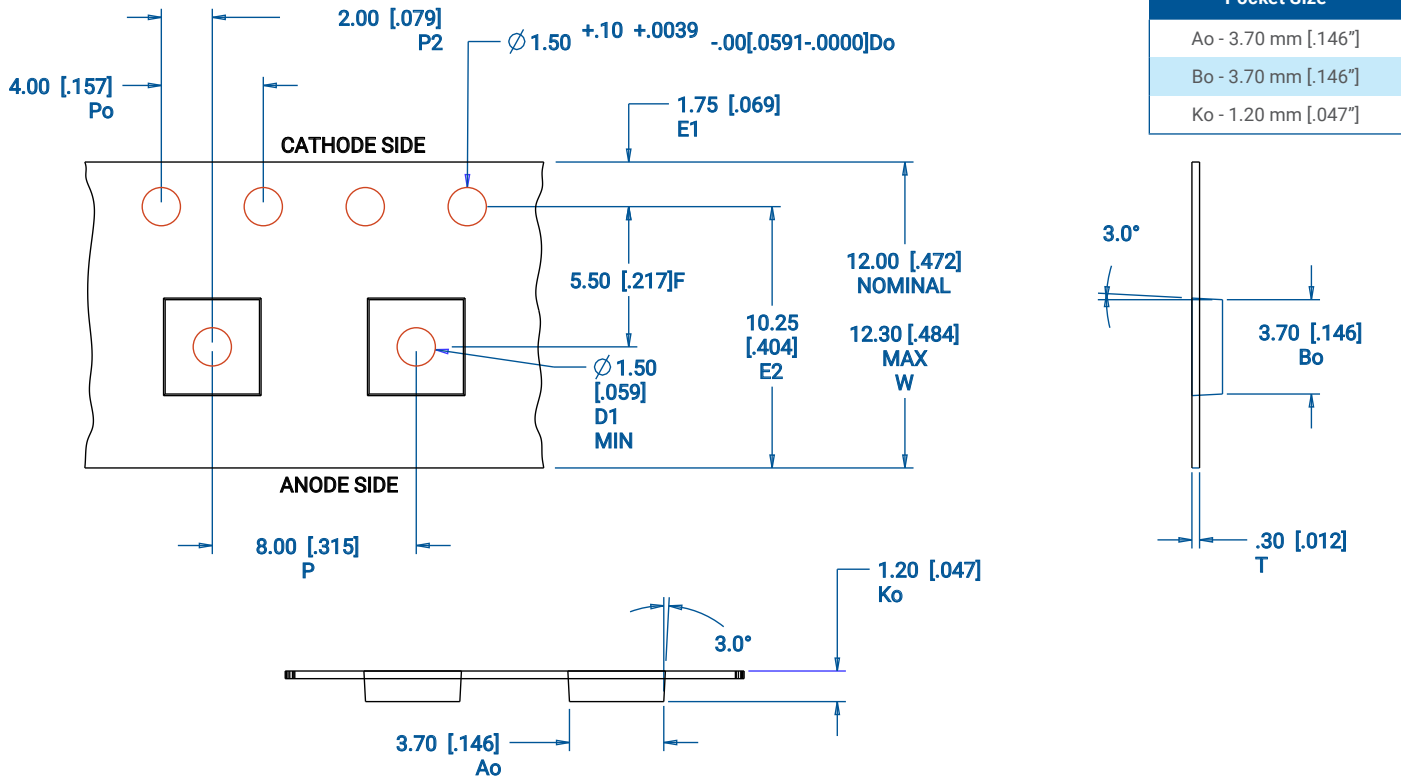 Pocket Size
Ao - 3.70 mm [.146”]
Bo - 3.70 mm [.146”]
Ko - 1.20 mm [.047”]
2.00 [.079]
P2
∅1.50 +.10 +.0039 -.00[.0591-.0000]Do
4.00 [.157]
Po
1.75 [.069]
E1
CATHODE SIDE
3.0°
5.50 [.217]F
12.00 [.472]
NOMINAL
10.25
[.404]
E2
12.30 [.484]
MAX
W
3.70 [.146]
Bo
∅1.50
[.059]
D1
MIN
ANODE SIDE
8.00 [.315]
P
.30 [.012]
T
1.20 [.047]
Ko
3.0°
3.70 [.146]
Ao